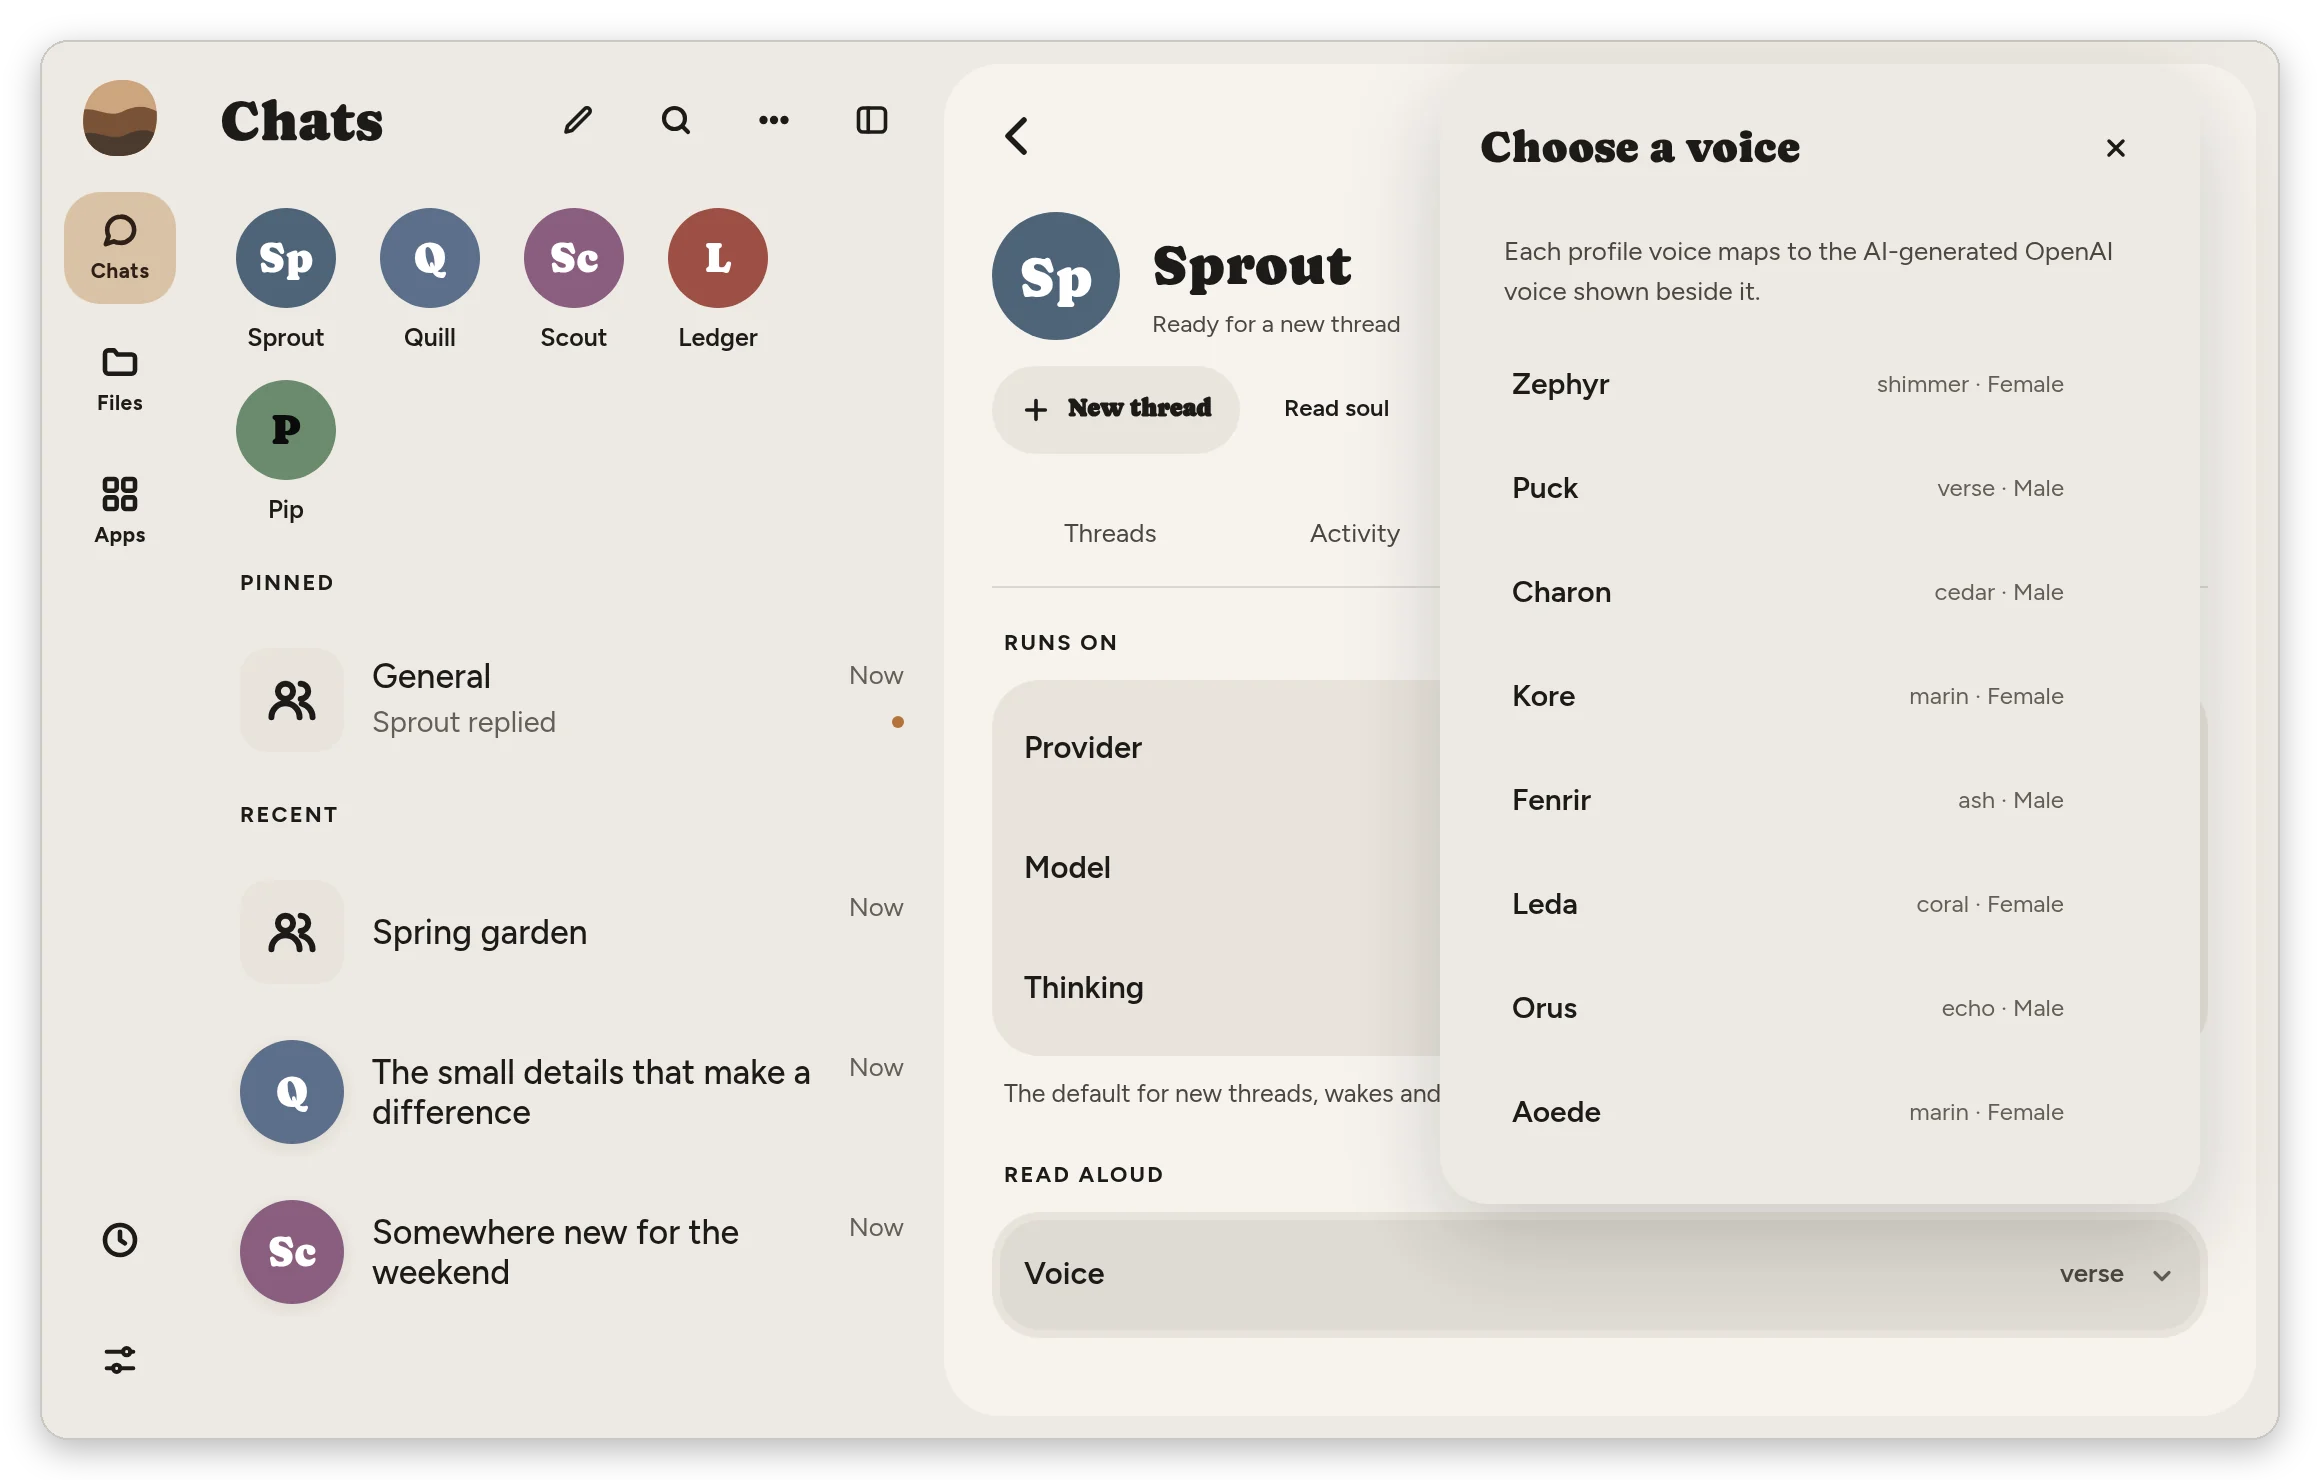 Chats
Chats
Files
Apps
Sp
Q
Sc
L
Sprout
Quill
Scout
Ledger
P
Pip
PINNED
General
Now
Sprout replied
RECENT
Spring garden
Now
Q
The small details that make a
difference
Now
Sc
Somewhere new for the
weekend
Now
Sp
Sprout
Ready for a new thread
New thread
Read soul
Threads
Activity
RUNS ON
Provider
Model
Thinking
The default for new threads, wakes and
READ ALOUD
Voice
verse
Choose a voice
Each profile voice maps to the AI-generated OpenAI
voice shown beside it.
Zephyr
shimmer · Female
Puck
verse · Male
Charon
cedar · Male
Kore
marin · Female
Fenrir
ash · Male
Leda
coral · Female
Orus
echo · Male
Aoede
marin · Female